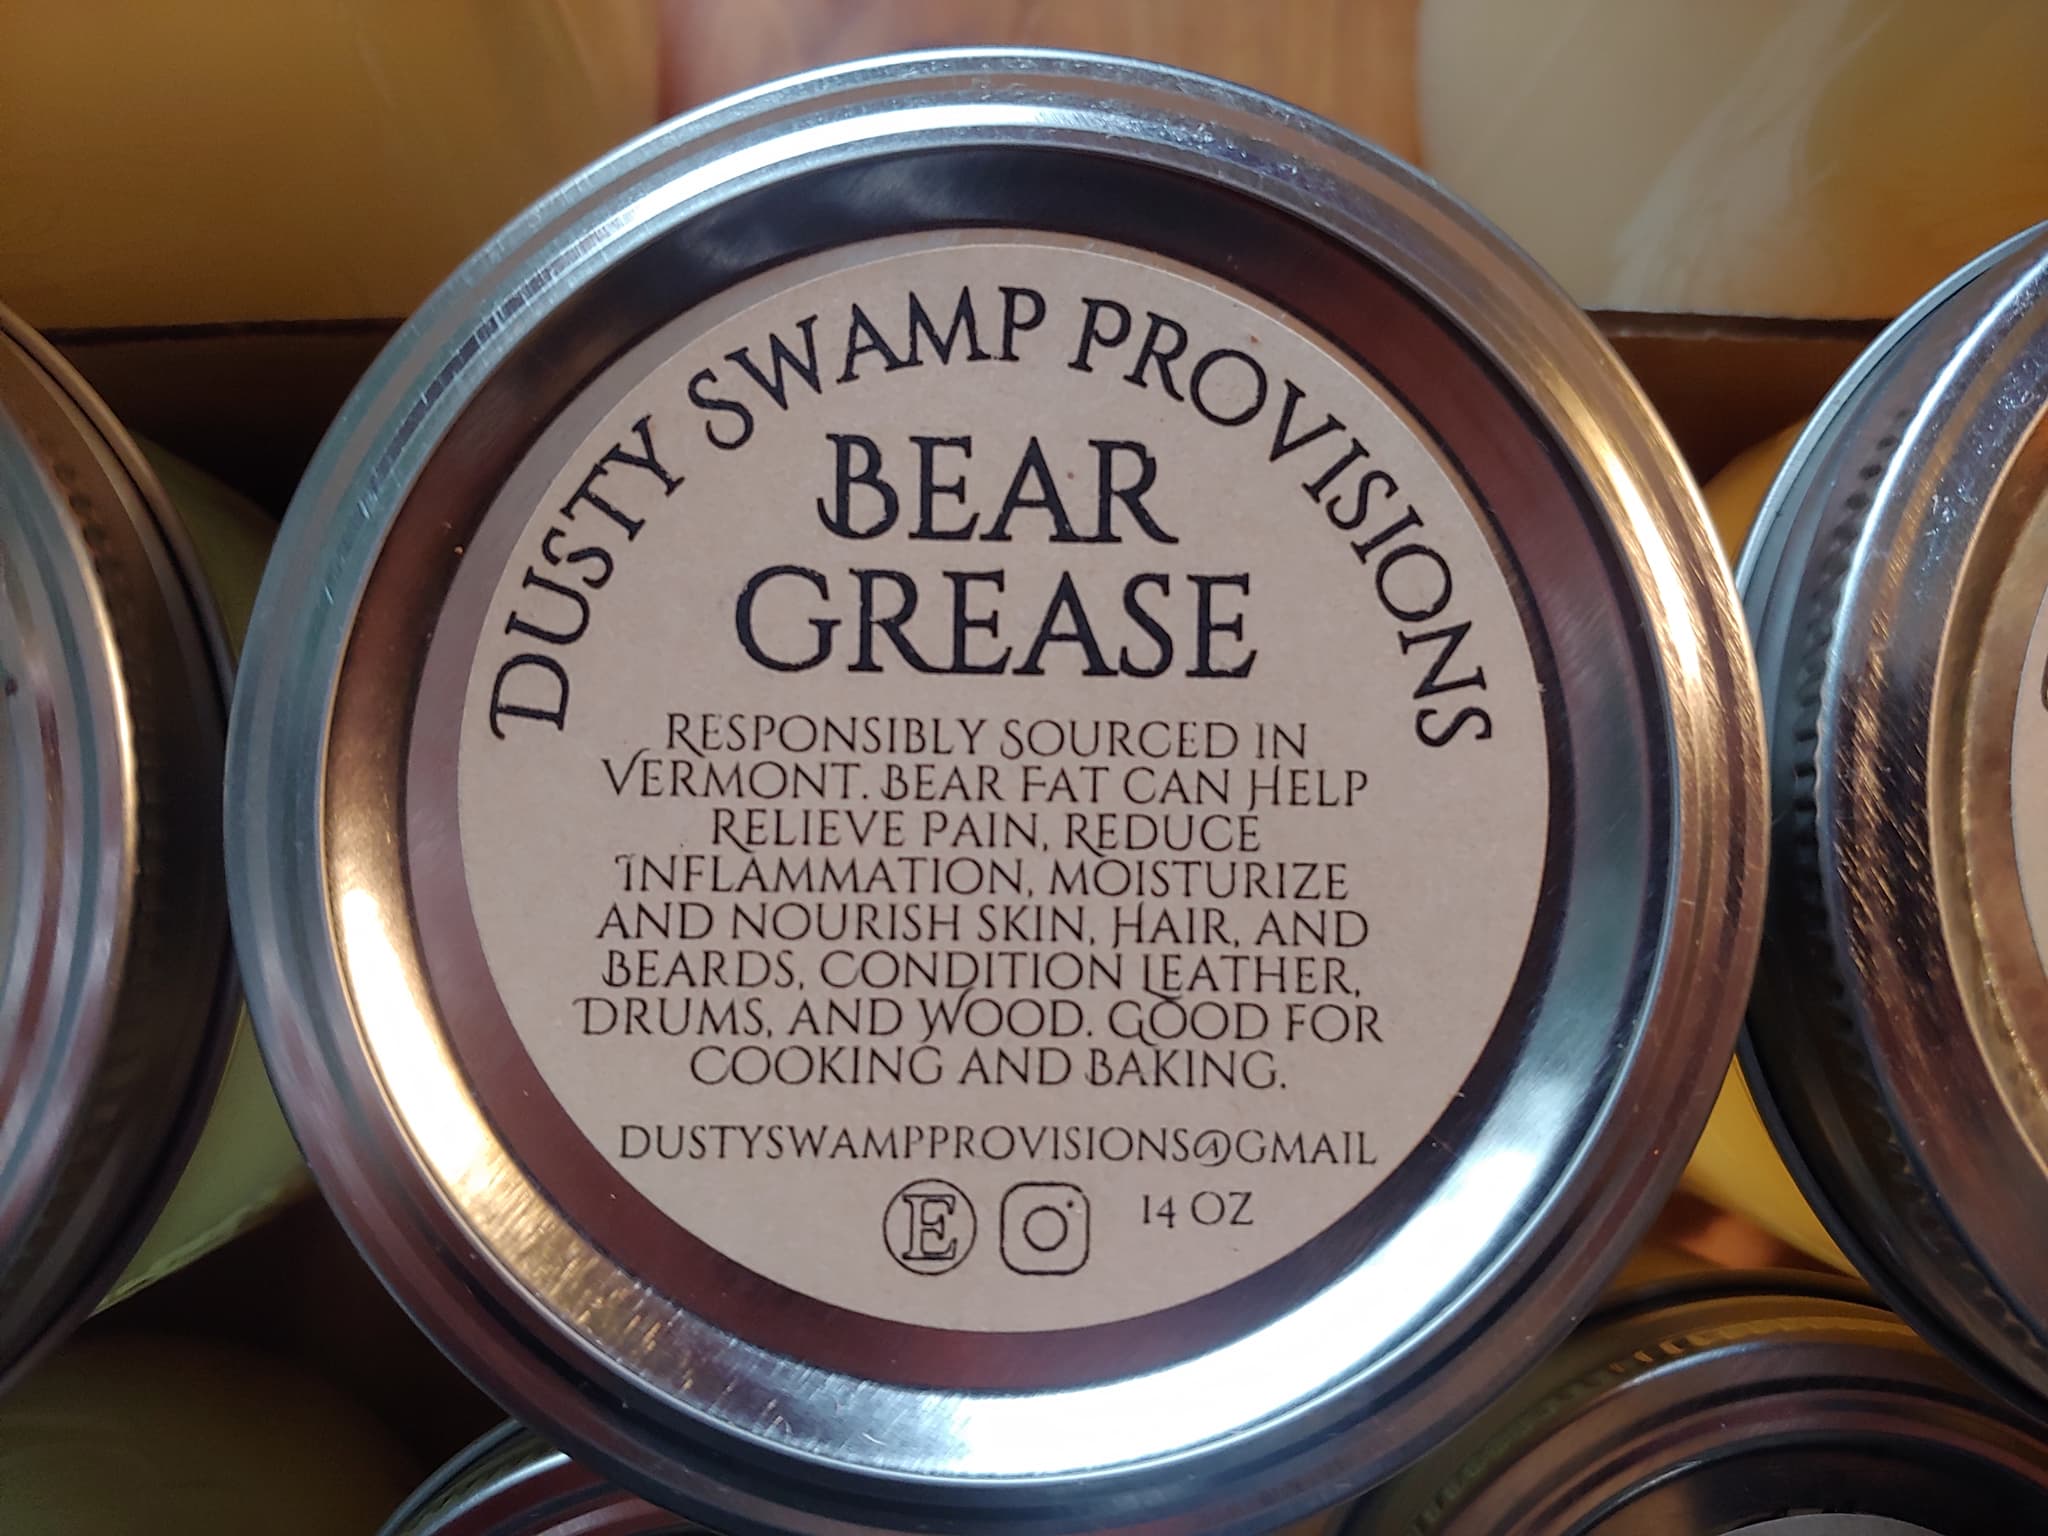 DUSTY SWAMP PROVISIONS
BEAR
GREASE
RESPONSIBLY SOURCED IN
VERMONT. BEAR FAT CAN HELP
RELIEVE PAIN, REDUCE
INFLAMMATION, MOISTURIZE
AND NOURISH SKIN, HAIR, AND
BEARDS, CONDITION LEATHER,
DRUMS, AND WOOD. GOOD FOR
COOKING AND BAKING.
DUSTYSWAMPPROVISIONS@GMAIL
E 14 OZ